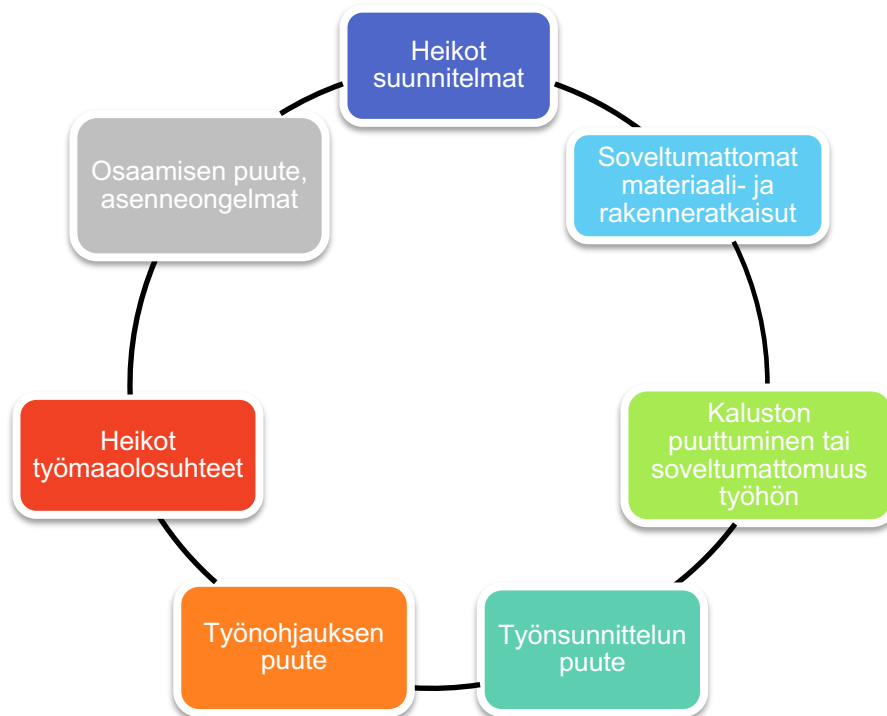 Heikot
suunnitelmat
Soveltumattomat
materiaali- ja
rakenneratkaisut
Kaluston
puuttuminen tai
soveltumattomuus
työhön
Työnsunnittelun
puute
Työnohjauksen
puute
Heikot
työmaaolosuhteet
Osaamisen puute,
asenneongelmat